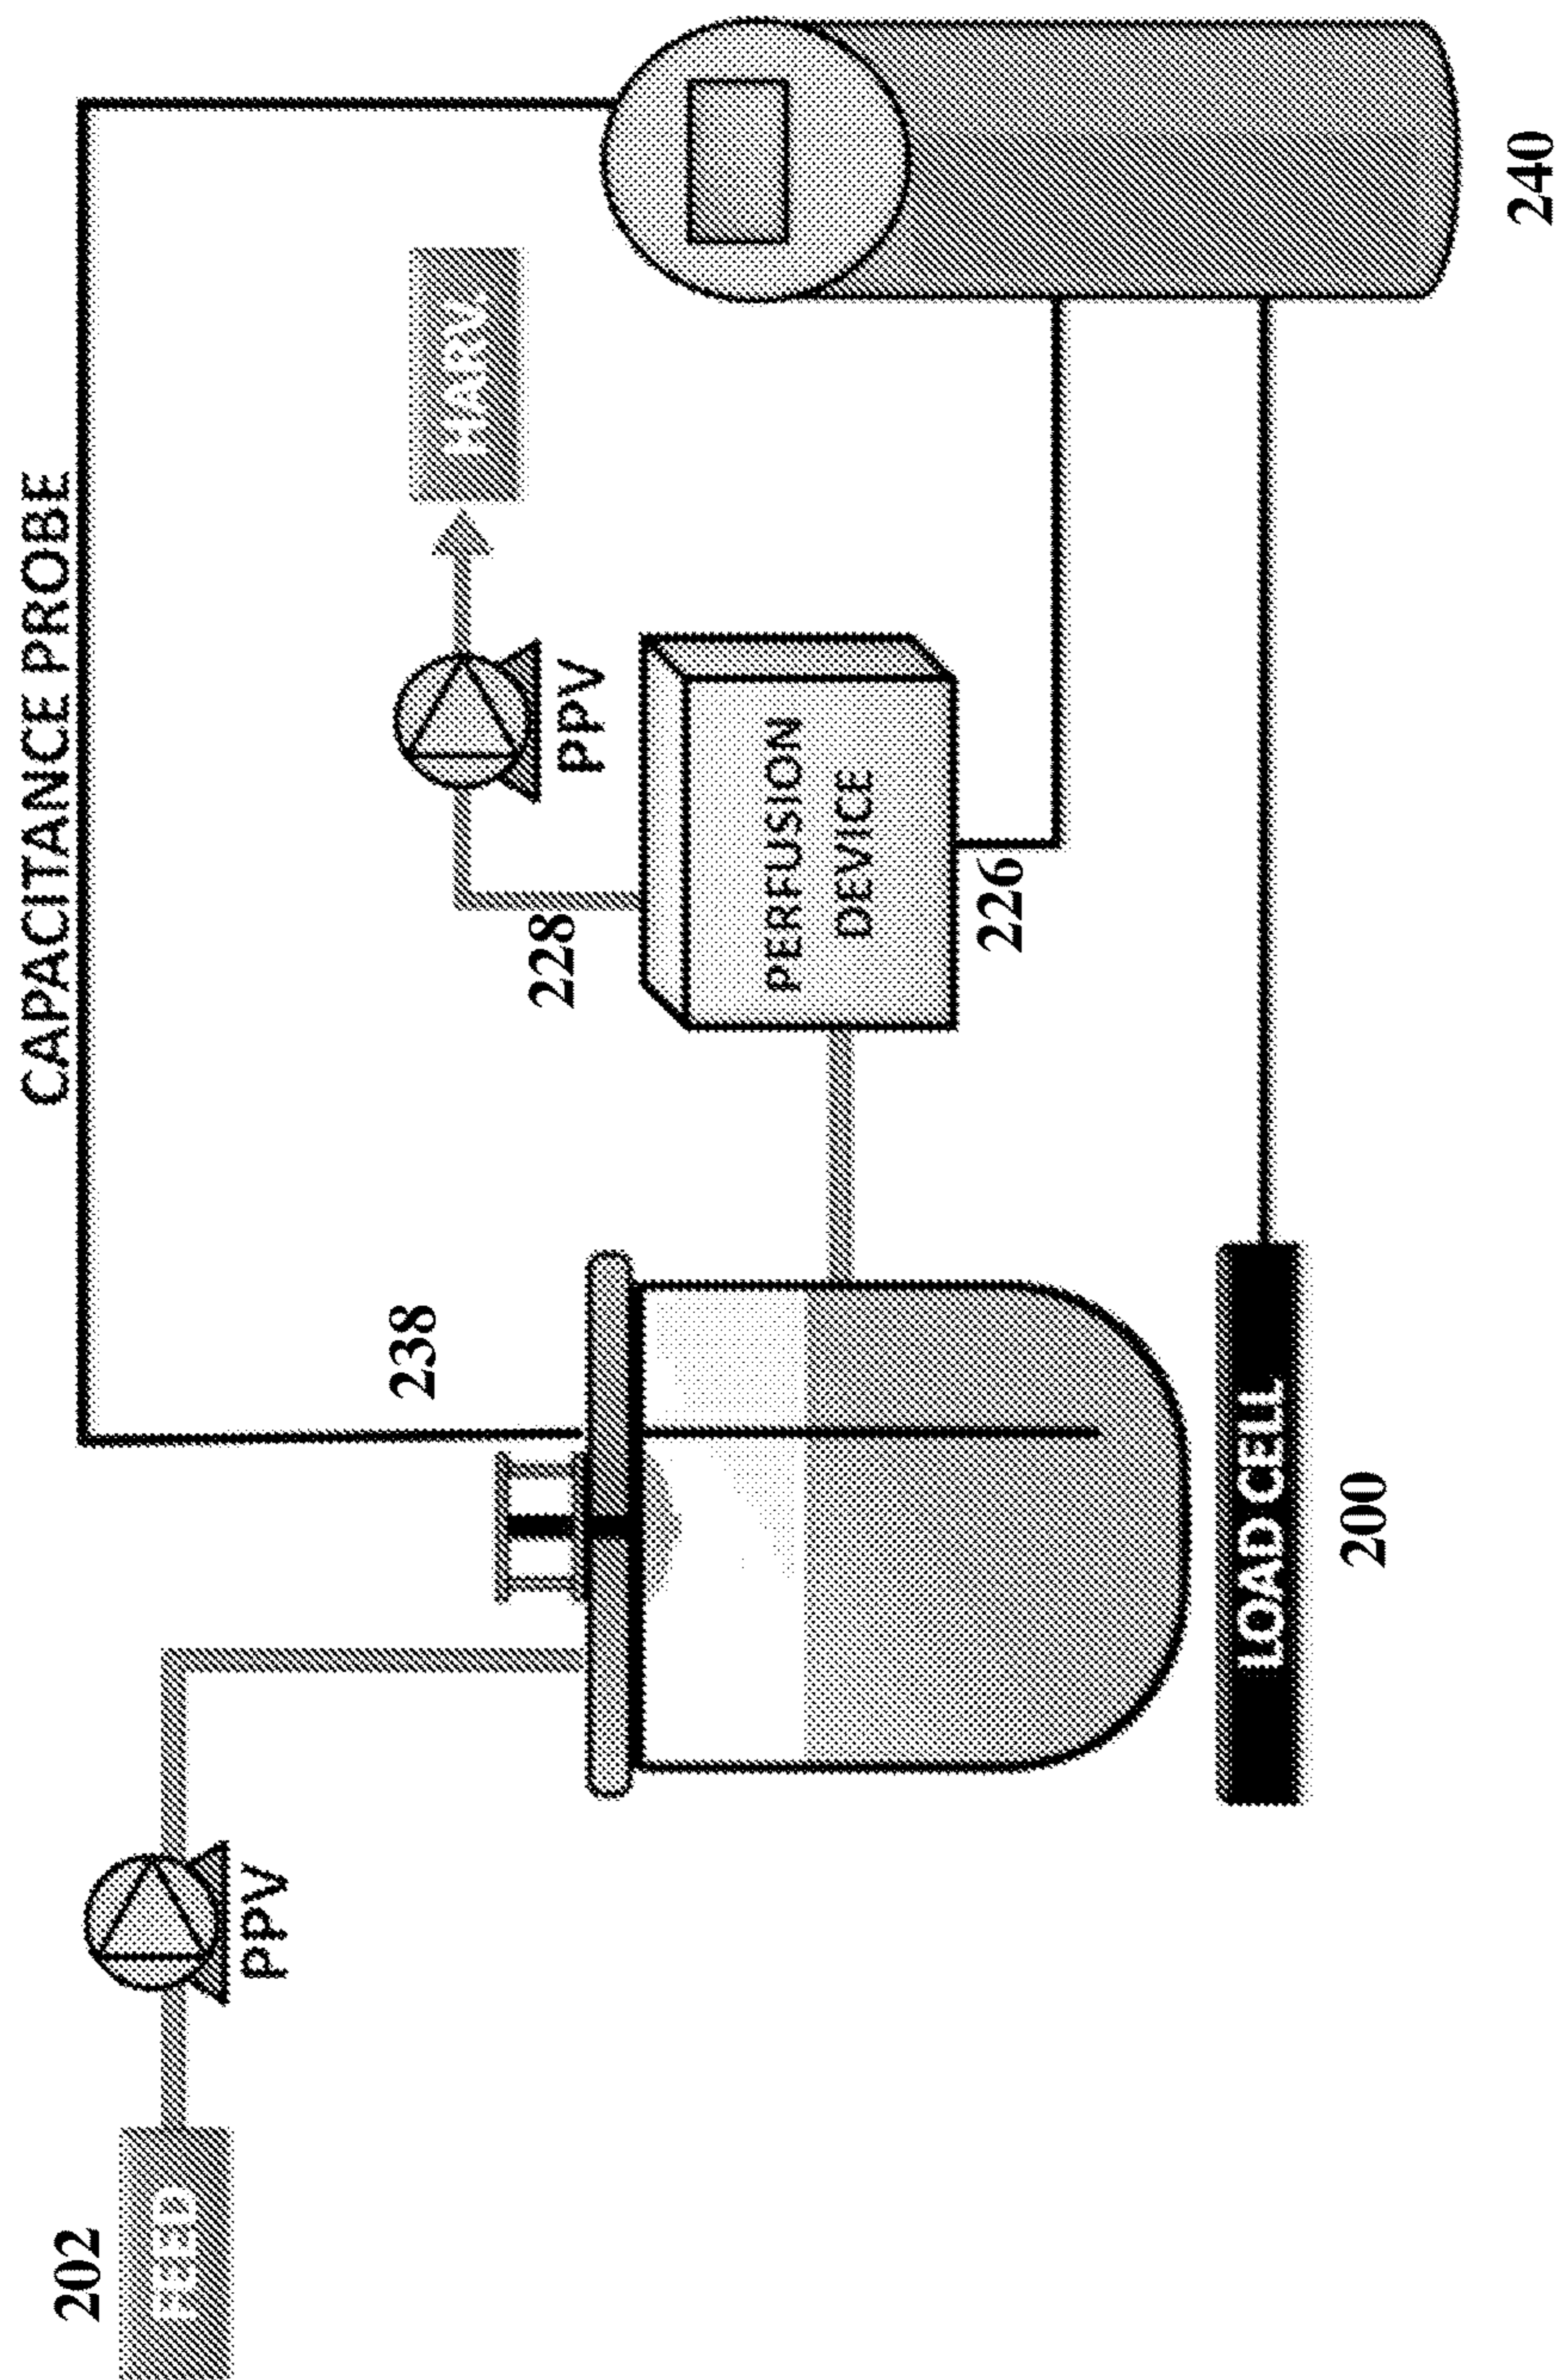 CAPACITANCE PROBE
202
FEED
PPV
238
228
PPV
HARV.
PERFUSION
DEVICE
226
LOAD CELL
200
240